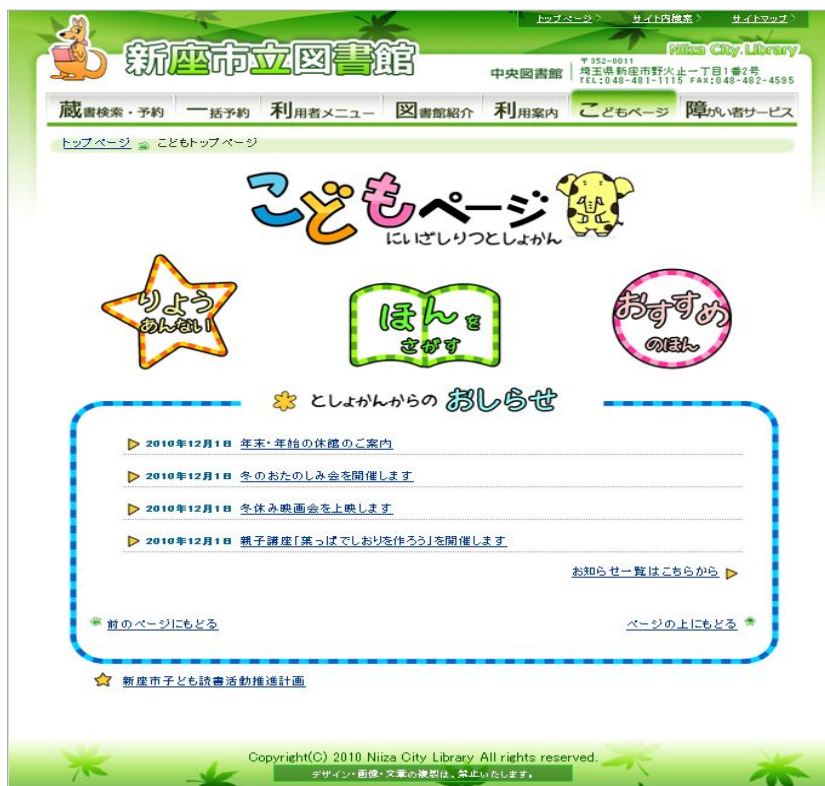 トップページ> サイト内検索> サイトマップ>
新座市立図書館
Niiza City Library
中央図書館
〒352-0011
埼玉県新座市野火止一丁目1番2号
TEL:048-481-1115 FAX:048-482-4595
蔵書検索・予約 一括予約 利用者メニュー 図書館紹介 利用案内 こどもページ 障がい者サービス
トップページ こどもトップページ
こどもページ
にいざしりつとしょかん
りよう
あんない
ほんを
さがす
おすすめ
のほん
としょかんからの おしらせ
2010年12月1日 年末・年始の休館のご案内
2010年12月1日 冬のおたのしみ会を開催します
2010年12月1日 冬休み映画会を上映します
2010年12月1日 親子講座「葉っぱでしおりを作ろう」を開催します
お知らせ一覧はこちらから
前のページにもどる ページの上にもどる
新座市子ども読書活動推進計画
Copyright(C) 2010 Niiza City Library All rights reserved.
デザイン・画像・文章の複製は、禁止いたします。